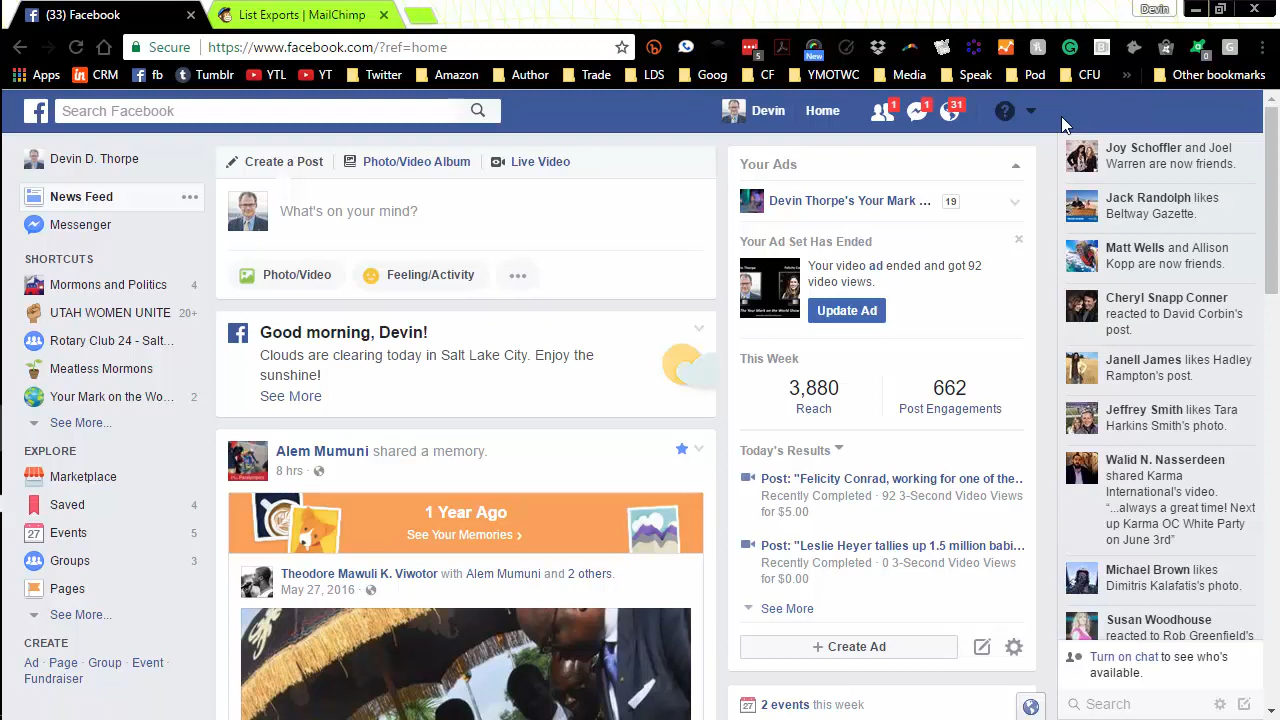 (33) Facebook
List Exports | MailChimp
Devin
Secure
https://www.facebook.com/?ref=home
5
New
0
Apps
CRM
fb
Tumblr
YTL
YT
Twitter
Amazon
Author
Trade
LDS
Goog
CF
YMOTWC
Media
Speak
Pod
CFU
»
Other bookmarks
Search Facebook
Devin
Home
1
1
31
Devin D. Thorpe
News Feed
Messenger
SHORTCUTS
Mormons and Politics 4
UTAH WOMEN UNITE 20+
Rotary Club 24 - Salt...
Meatless Mormons
Your Mark on the Wo... 2
See More...
EXPLORE
Marketplace
Saved 4
27 Events 5
Groups 3
Pages
See More...
CREATE
Ad · Page · Group · Event ·
Fundraiser
Create a Post
Photo/Video Album
Live Video
What's on your mind?
Photo/Video
Feeling/Activity
Good morning, Devin!
Clouds are clearing today in Salt Lake City. Enjoy the
sunshine!
See More
Alem Mumuni shared a memory.
8 hrs ·
1 Year Ago
See Your Memories ›
Theodore Mawuli K. Viwotor with Alem Mumuni and 2 others.
May 27, 2016 ·
Your Ads
Devin Thorpe's Your Mark ... 19
Your Ad Set Has Ended
Your video ad ended and got 92
video views.
Update Ad
This Week
3,880
Reach
662
Post Engagements
Today's Results
Post: "Felicity Conrad, working for one of the...
Recently Completed · 92 3-Second Video Views
for $5.00
Post: "Leslie Heyer tallies up 1.5 million babi...
Recently Completed · 0 3-Second Video Views
for $0.00
See More
+ Create Ad
27 2 events this week
Joy Schoffler and Joel
Warren are now friends.
Jack Randolph likes
Beltway Gazette.
Matt Wells and Allison
Kopp are now friends.
Cheryl Snapp Conner
reacted to David Corbin's
post.
Janell James likes Hadley
Rampton's post.
Jeffrey Smith likes Tara
Harkins Smith's photo.
Walid N. Nasserdeen
shared Karma
International's video.
"...always a great time! Next
up Karma OC White Party
on June 3rd"
Michael Brown likes
Dimitris Kalafatis's photo.
Susan Woodhouse
reacted to Rob Greenfield's
Turn on chat to see who's
available.
Search